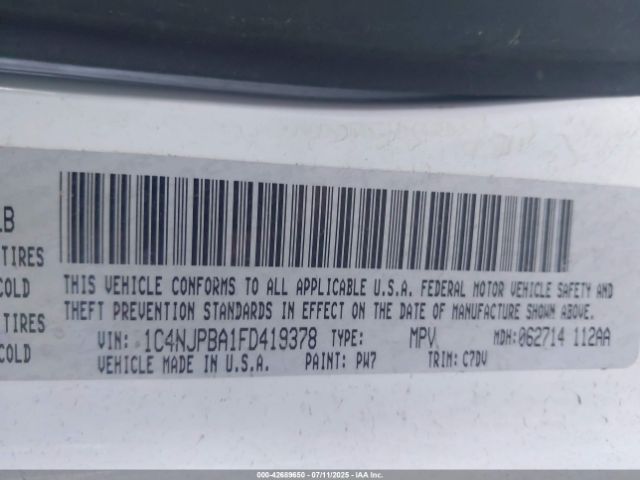 LB
TIRES
COLD
TIRES
COLD
THIS VEHICLE CONFORMS TO ALL APPLICABLE U.S.A. FEDERAL MOTOR VEHICLE SAFETY AND
THEFT PREVENTION STANDARDS IN EFFECT ON THE DATE OF MANUFACTURE SHOWN ABOVE.
VIN: 1C4NJPBA1FD419378 TYPE: MPV MDH:062714 112AA
VEHICLE MADE IN U.S.A. PAINT: PW7 TRIM: C7DV
000-42689650 - 07/11/2025 - IAA Inc.